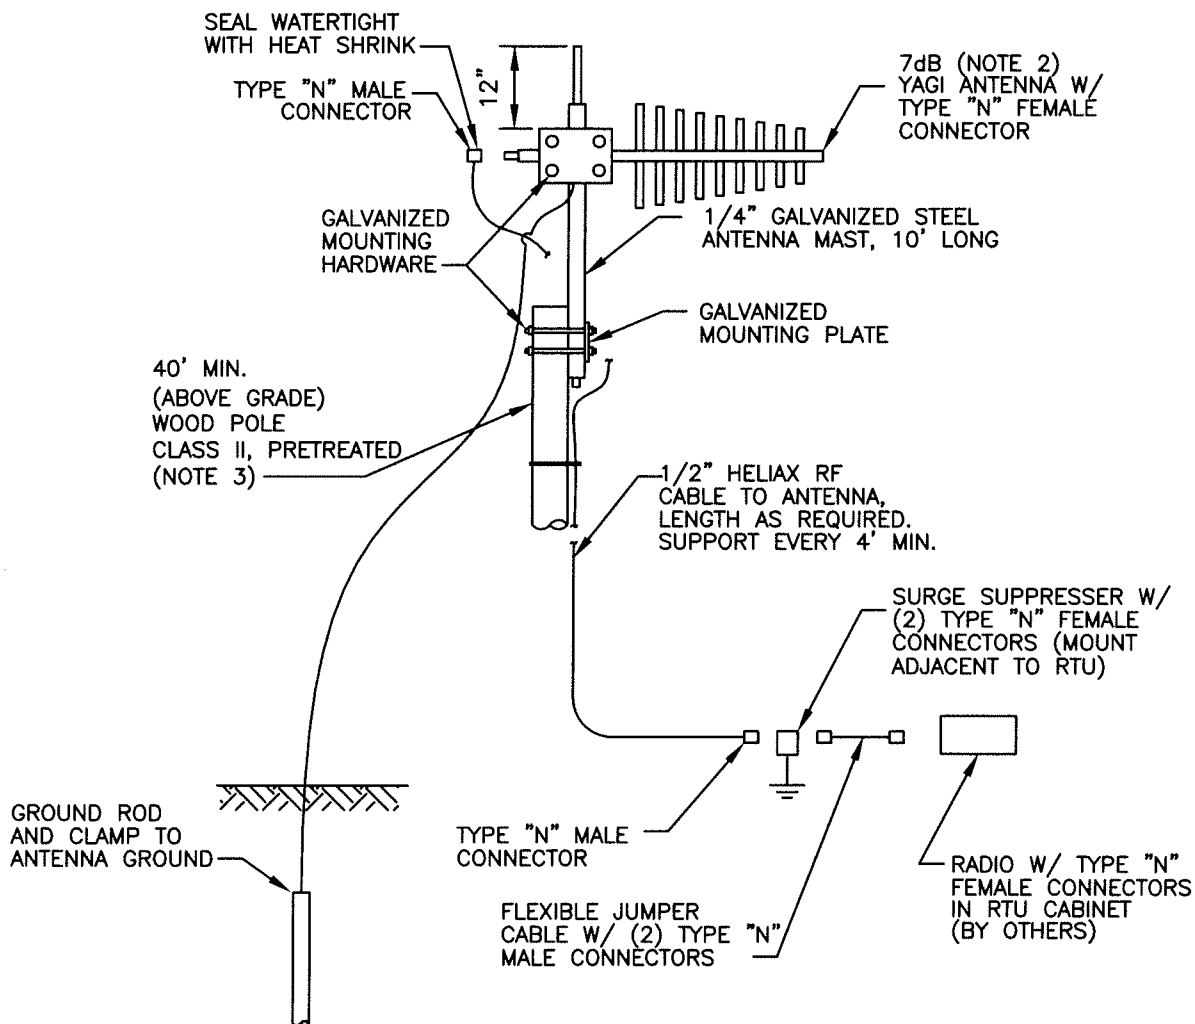 SEAL WATERTIGHT
WITH HEAT SHRINK
TYPE "N" MALE
CONNECTOR
12"
7dB (NOTE 2)
YAGI ANTENNA W/
TYPE "N" FEMALE
CONNECTOR
GALVANIZED
MOUNTING
HARDWARE
1/4" GALVANIZED STEEL
ANTENNA MAST, 10' LONG
GALVANIZED
MOUNTING PLATE
40' MIN.
(ABOVE GRADE)
WOOD POLE
CLASS II, PRETREATED
(NOTE 3)
1/2" HELIAX RF
CABLE TO ANTENNA,
LENGTH AS REQUIRED.
SUPPORT EVERY 4' MIN.
SURGE SUPPRESSER W/
(2) TYPE "N" FEMALE
CONNECTORS (MOUNT
ADJACENT TO RTU)
GROUND ROD
AND CLAMP TO
ANTENNA GROUND
TYPE "N" MALE
CONNECTOR
FLEXIBLE JUMPER
CABLE W/ (2) TYPE "N"
MALE CONNECTORS
RADIO W/ TYPE "N"
FEMALE CONNECTORS
IN RTU CABINET
(BY OTHERS)